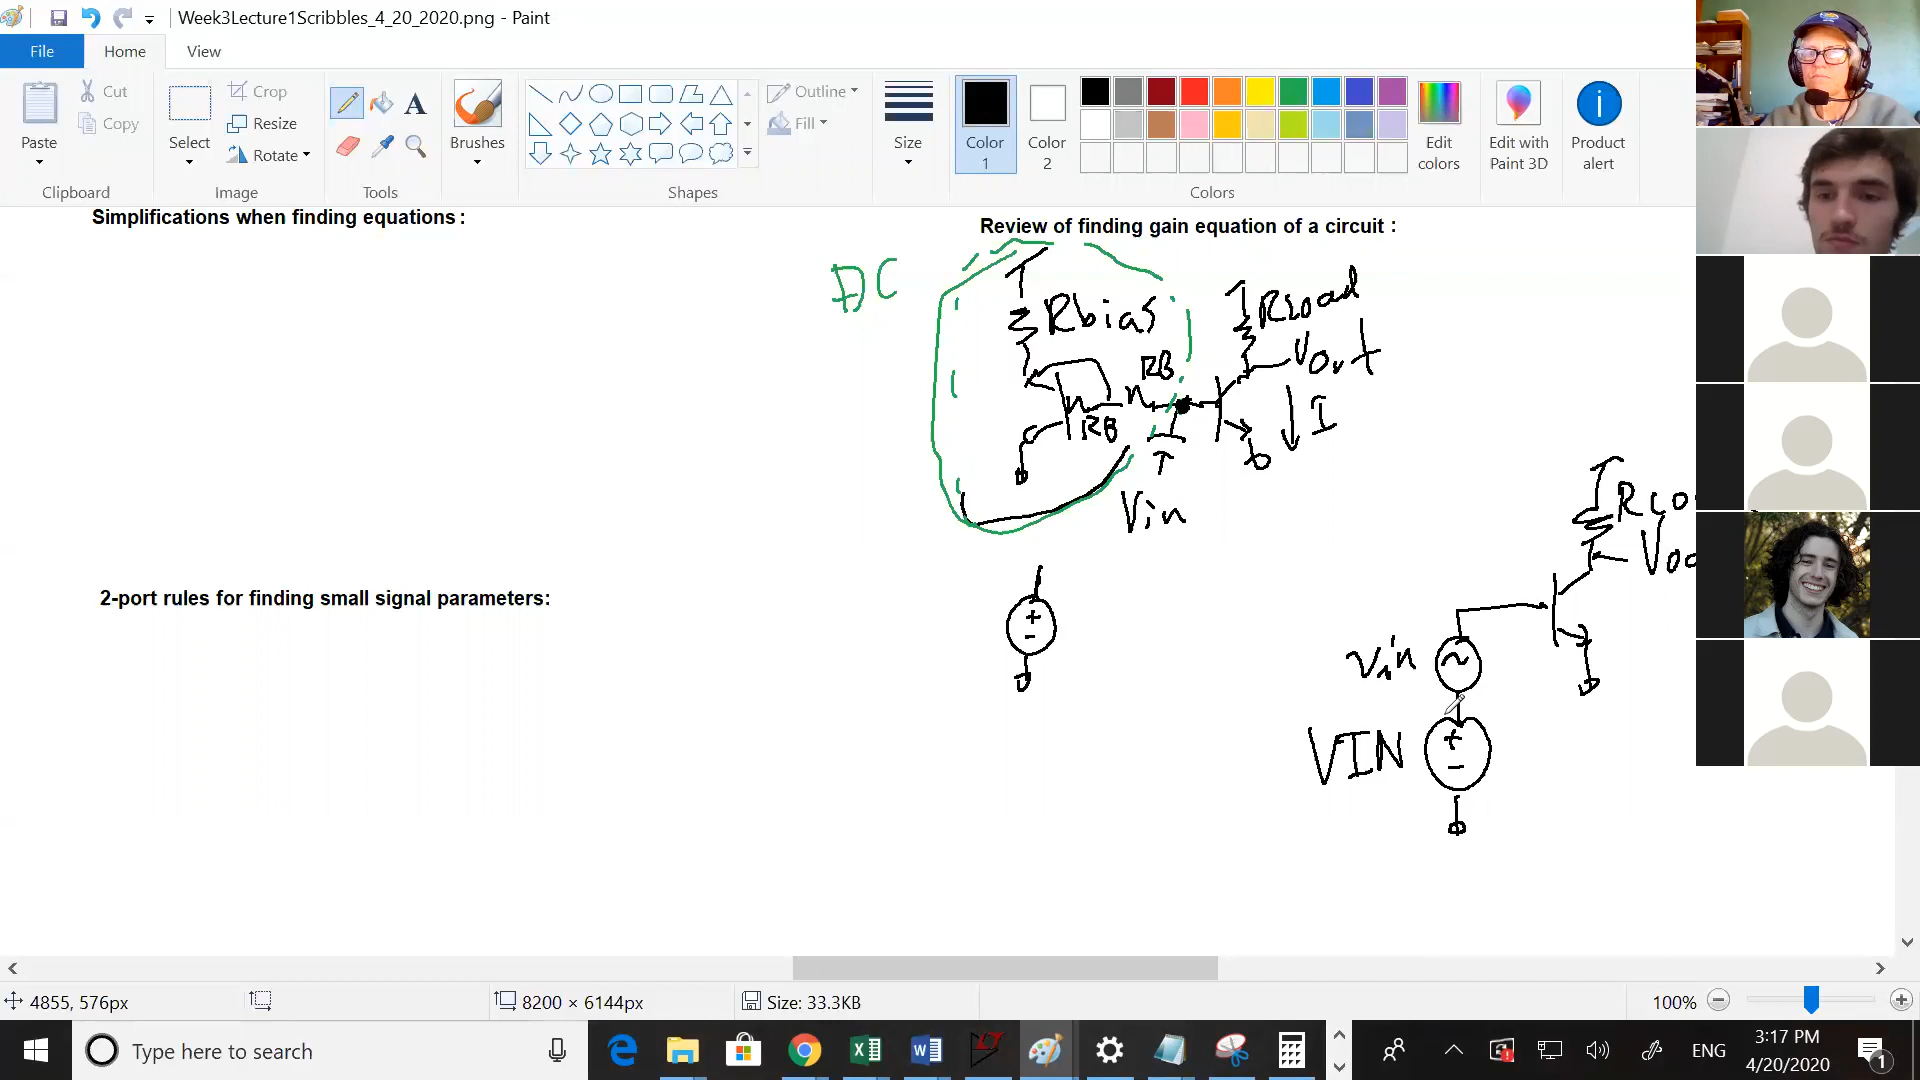 Week3Lecture1Scribbles_4_20_2020.png - Paint
File
Home
View
Paste
Cut
Copy
Clipboard
Select
Crop
Resize
Rotate
Image
A
Tools
Brushes
Shapes
Outline
Fill
Size
Color 1
Color 2
Colors
Edit colors
Edit with Paint 3D
Product alert
Simplifications when finding equations:
Review of finding gain equation of a circuit :
DC
Rbias
RLoad
Vout
RB
RB
I
Vin
2-port rules for finding small signal parameters:
+
-
vin
VIN
+
-
4855, 576px
8200 × 6144px
Size: 33.3KB
100%
Type here to search
ENG
3:17 PM
4/20/2020
1